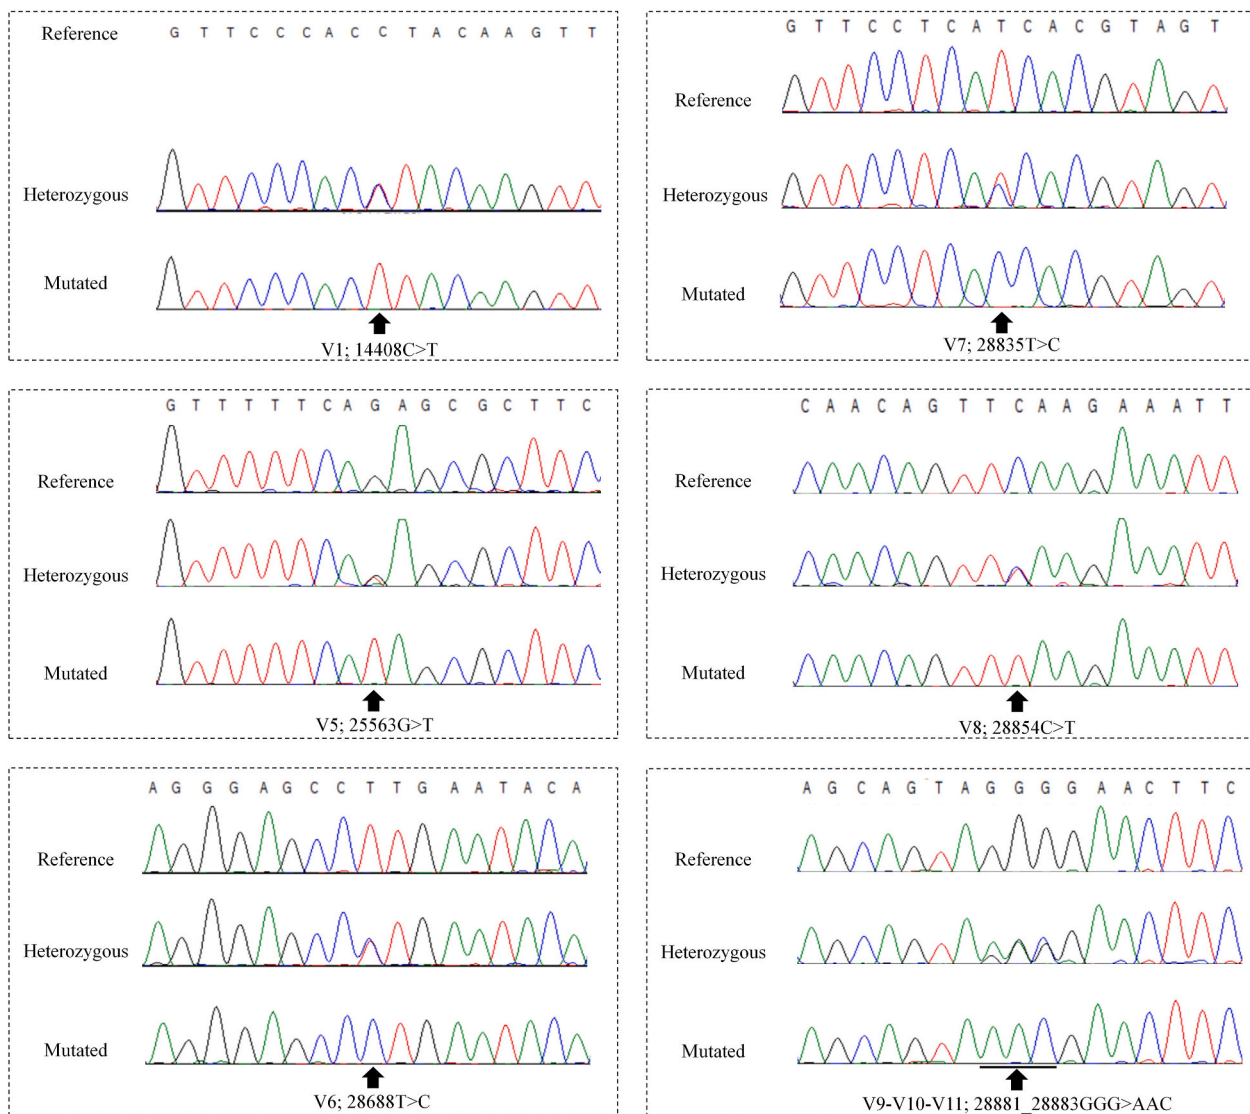 Reference G T T C C C A C C T A C A A G T T
Heterozygous
Mutated
V1; 14408C>T
G T T C C T C A T C A C G T A G T
Reference
Heterozygous
Mutated
V7; 28835T>C
G T T T T T C A G A G C G C T T C
Reference
Heterozygous
Mutated
V5; 25563G>T
C A A C A G T T C A A G A A A T T
Reference
Heterozygous
Mutated
V8; 28854C>T
A G G G A G C C T T G A A T A C A
Reference
Heterozygous
Mutated
V6; 28688T>C
A G C A G T A G G G G A A C T T C
Reference
Heterozygous
Mutated
V9-V10-V11; 28881_28883GGG>AAC